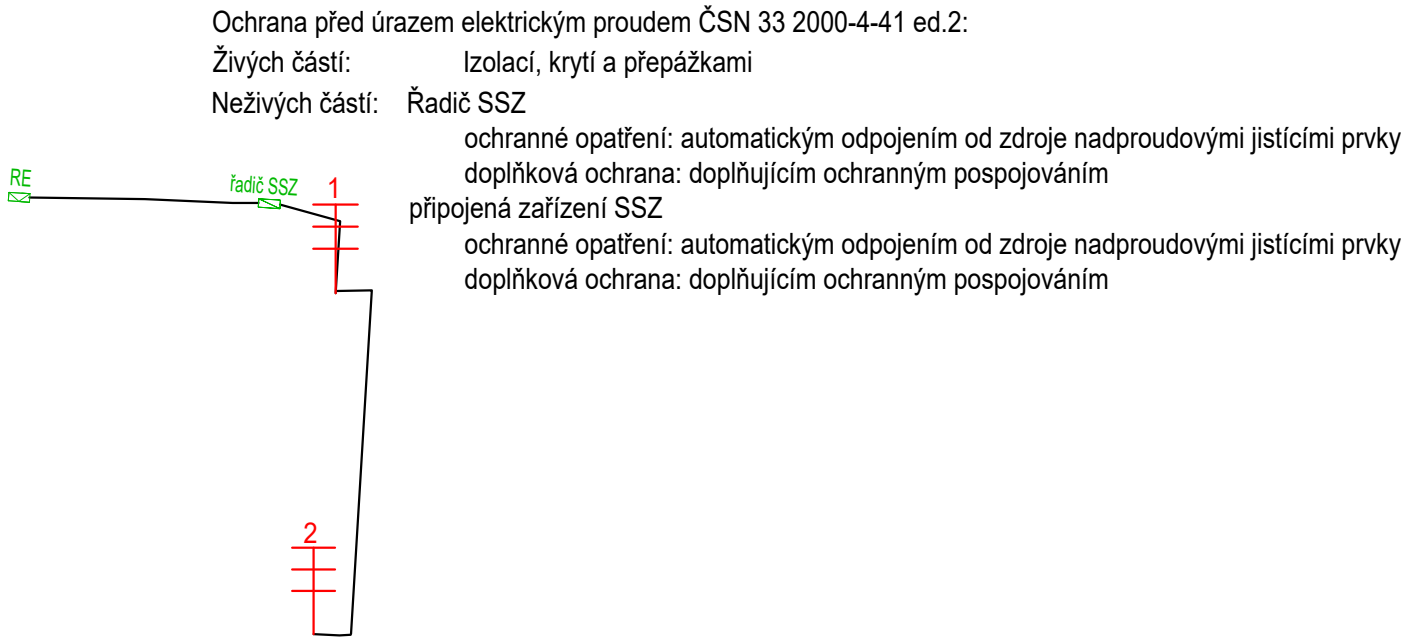 Ochrana před úrazem elektrickým proudem ČSN 33 2000-4-41 ed.2:
Živých částí: Izolací, krytí a přepážkami
Neživých částí: Řadič SSZ
ochranné opatření: automatickým odpojením od zdroje nadproudovými jistícími prvky
doplňková ochrana: doplňujícím ochranným pospojováním
připojená zařízení SSZ
ochranné opatření: automatickým odpojením od zdroje nadproudovými jistícími prvky
doplňková ochrana: doplňujícím ochranným pospojováním
RE
řadič SSZ
1
2